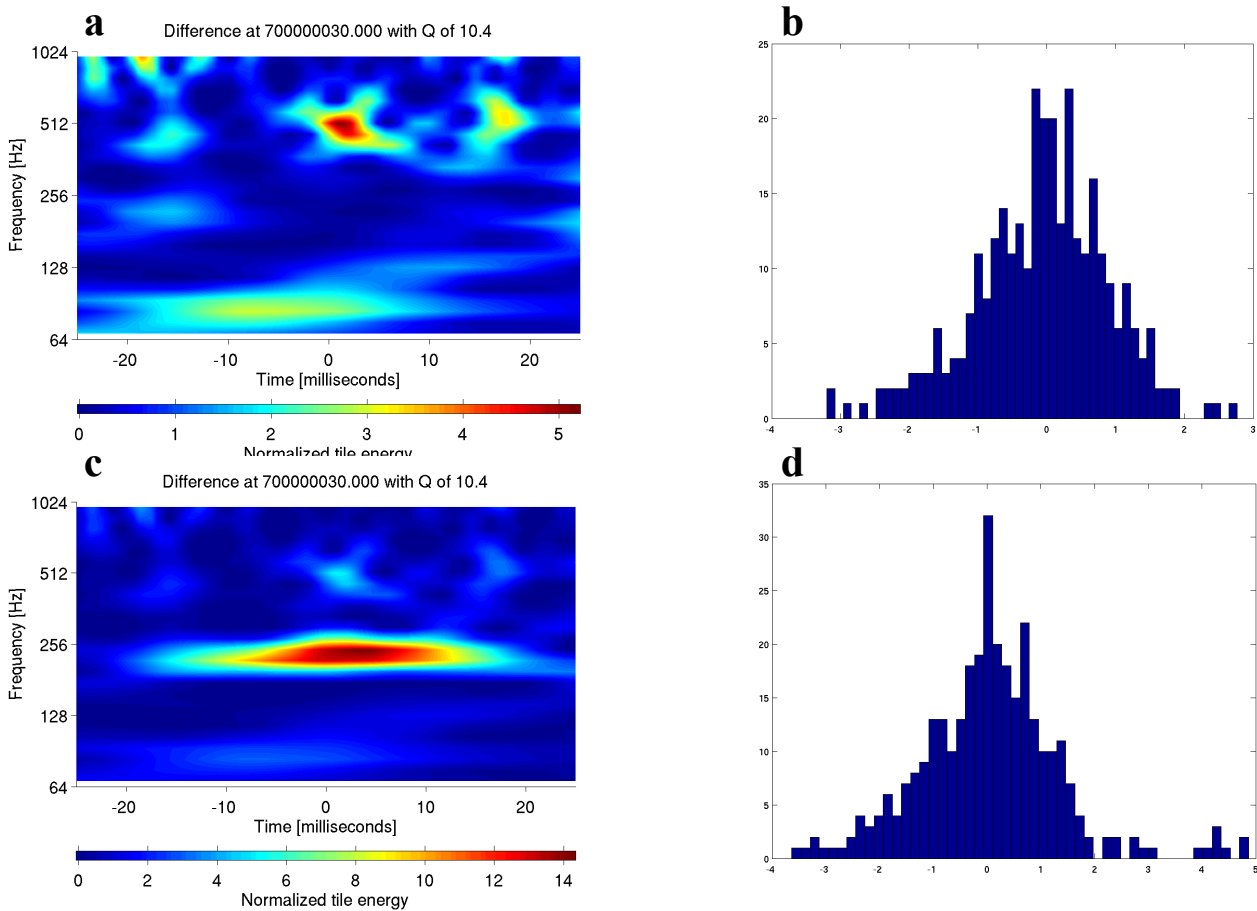 a
Difference at 700000030.000 with Q of 10.4
1024
512
256
128
64
Frequency [Hz]
-20 -10 0 10 20
Time [milliseconds]
0 1 2 3 4 5
Normalized tile energy
b
25
20
15
10
5
0
-4 -3 -2 -1 0 1 2 3
c
Difference at 700000030.000 with Q of 10.4
1024
512
256
128
64
Frequency [Hz]
-20 -10 0 10 20
Time [milliseconds]
0 2 4 6 8 10 12 14
Normalized tile energy
d
35
30
25
20
15
10
5
0
-4 -3 -2 -1 0 1 2 3 4 5